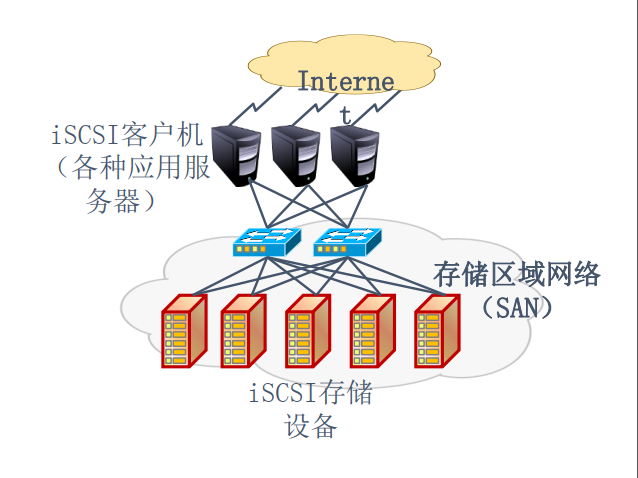 Interne
t
iSCSI客户机
（各种应用服
务器）
存储区域网络
（SAN）
iSCSI存储
设备